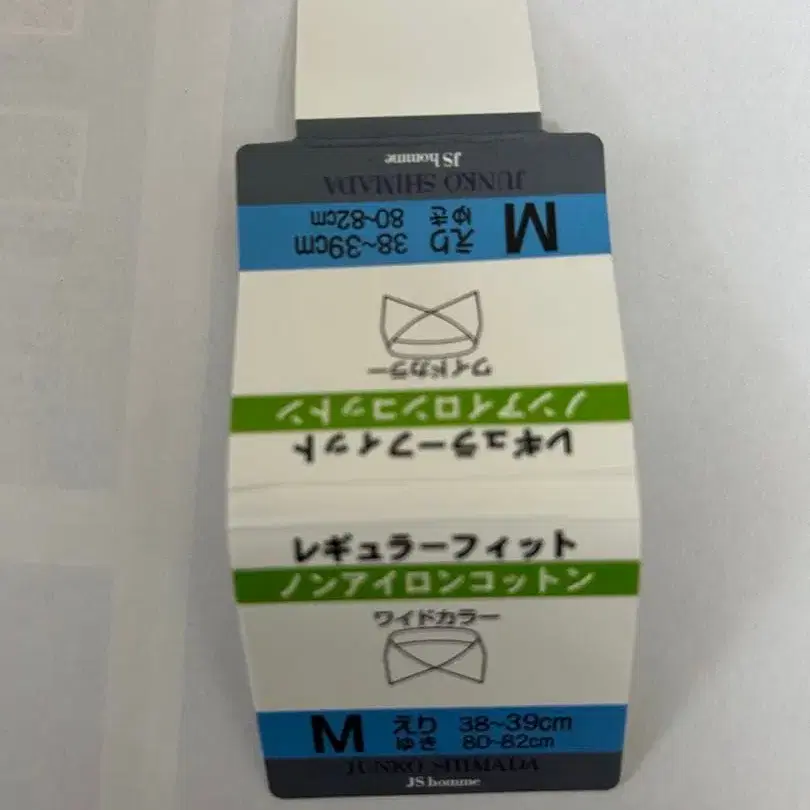 JS homme
JUNKO SHIMADA
M えり 38~39cm
ゆき 80~82cm
ワイドカラー
ノンアイロンコットン
レギュラーフィット
レギュラーフィット
ノンアイロンコットン
ワイドカラー
M えり 38~39cm
ゆき 80~82cm
JUNKO SHIMADA
JS homme